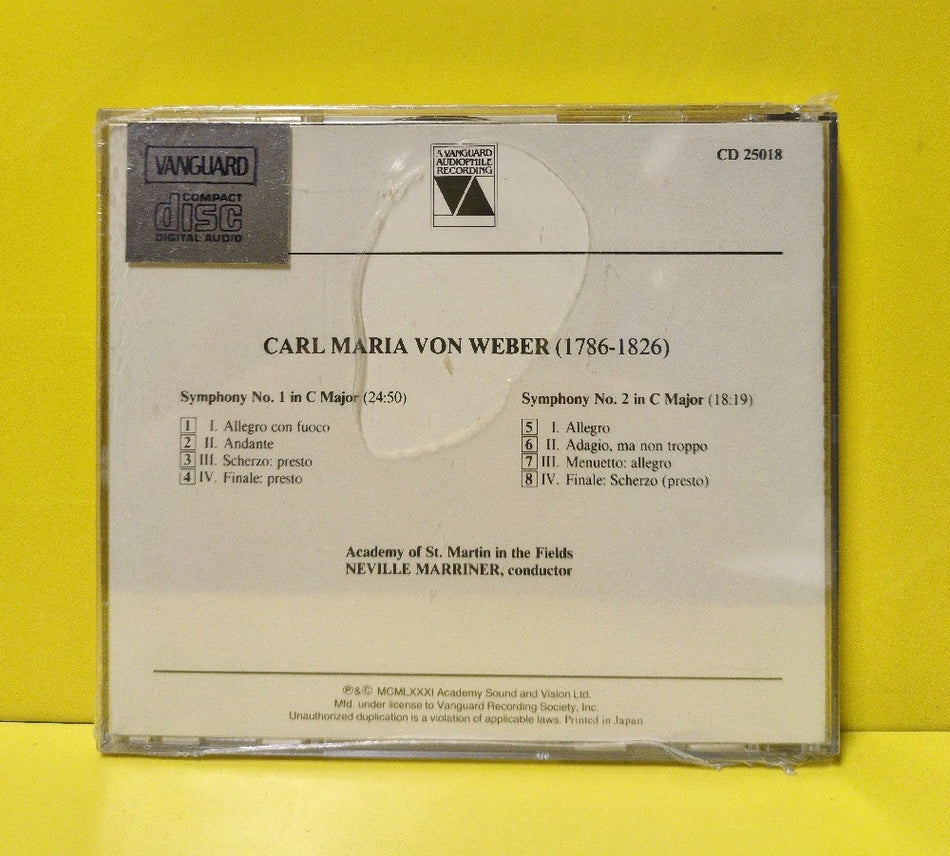 VANGUARD
COMPACT
disc
DIGITAL AUDIO
A VANGUARD
AUDIOPHILE
RECORDING
CD 25018
CARL MARIA VON WEBER (1786-1826)
Symphony No. 1 in C Major (24:50)
1 I. Allegro con fuoco
2 II. Andante
3 III. Scherzo: presto
4 IV. Finale: presto
Symphony No. 2 in C Major (18:19)
5 I. Allegro
6 II. Adagio, ma non troppo
7 III. Menuetto: allegro
8 IV. Finale: Scherzo (presto)
Academy of St. Martin in the Fields
NEVILLE MARRINER, conductor
℗&© MCMLXXXI Academy Sound and Vision Ltd.
Mfd. under license to Vanguard Recording Society, Inc.
Unauthorized duplication is a violation of applicable laws. Printed in Japan